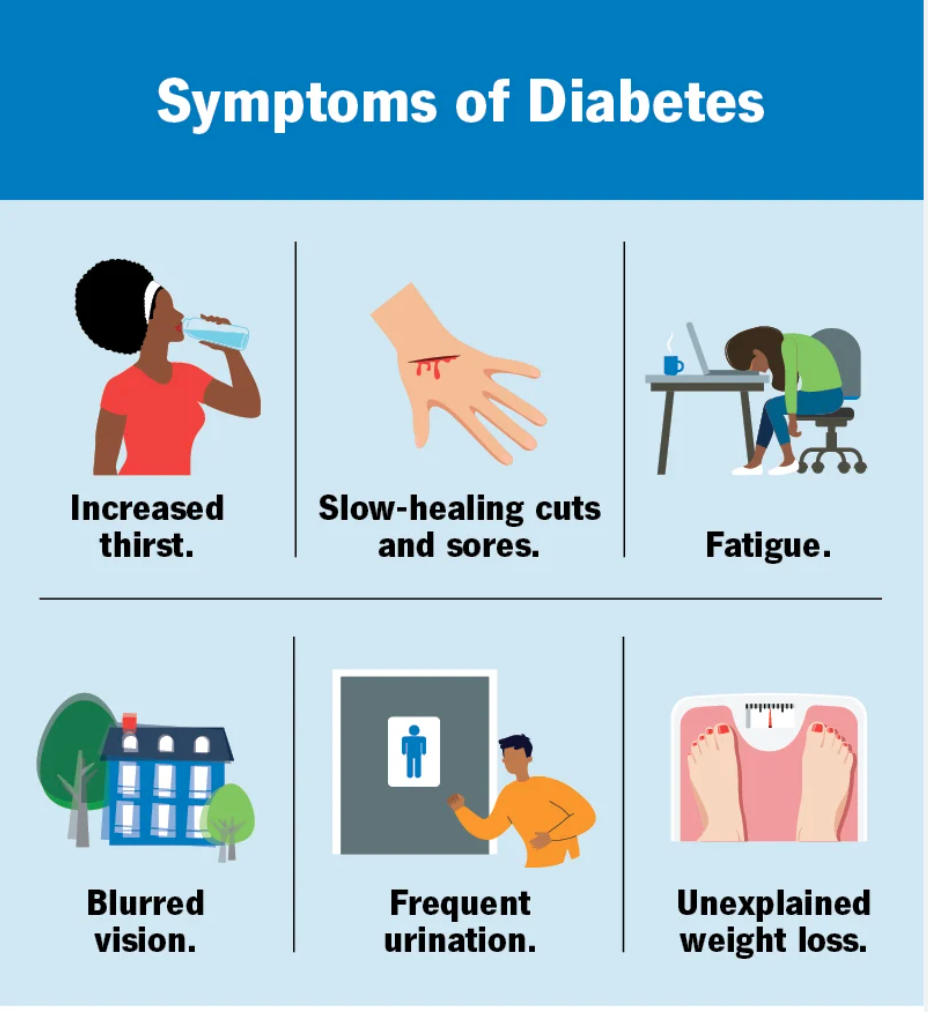 Symptoms of Diabetes
Increased
thirst.
Slow-healing cuts
and sores.
Fatigue.
Blurred
vision.
Frequent
urination.
Unexplained
weight loss.